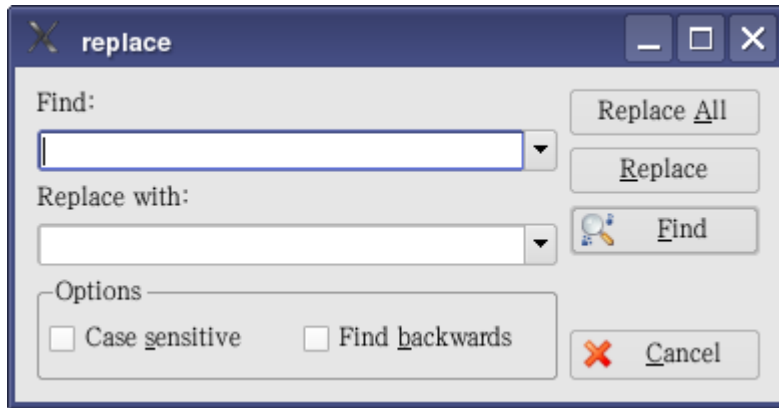 replace
Find:
Replace All
Replace
Replace with:
Find
Options
Case sensitive
Find backwards
Cancel